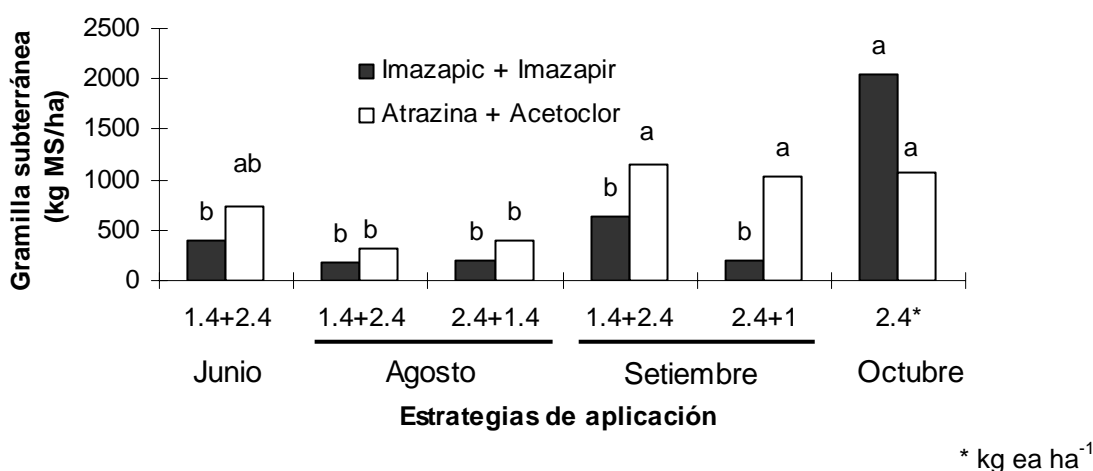 2500
2000
1500
1000
500
0
Gramilla subterránea
(kg MS/ha)
Imazapic + Imazapir
Atrazina + Acetoclor
b
ab
b
b
b
b
b
a
b
a
a
a
1.4+2.4
1.4+2.4
2.4+1.4
1.4+2.4
2.4+1
2.4*
Junio
Agosto
Setiembre
Octubre
Estrategias de aplicación
* kg ea ha⁻¹